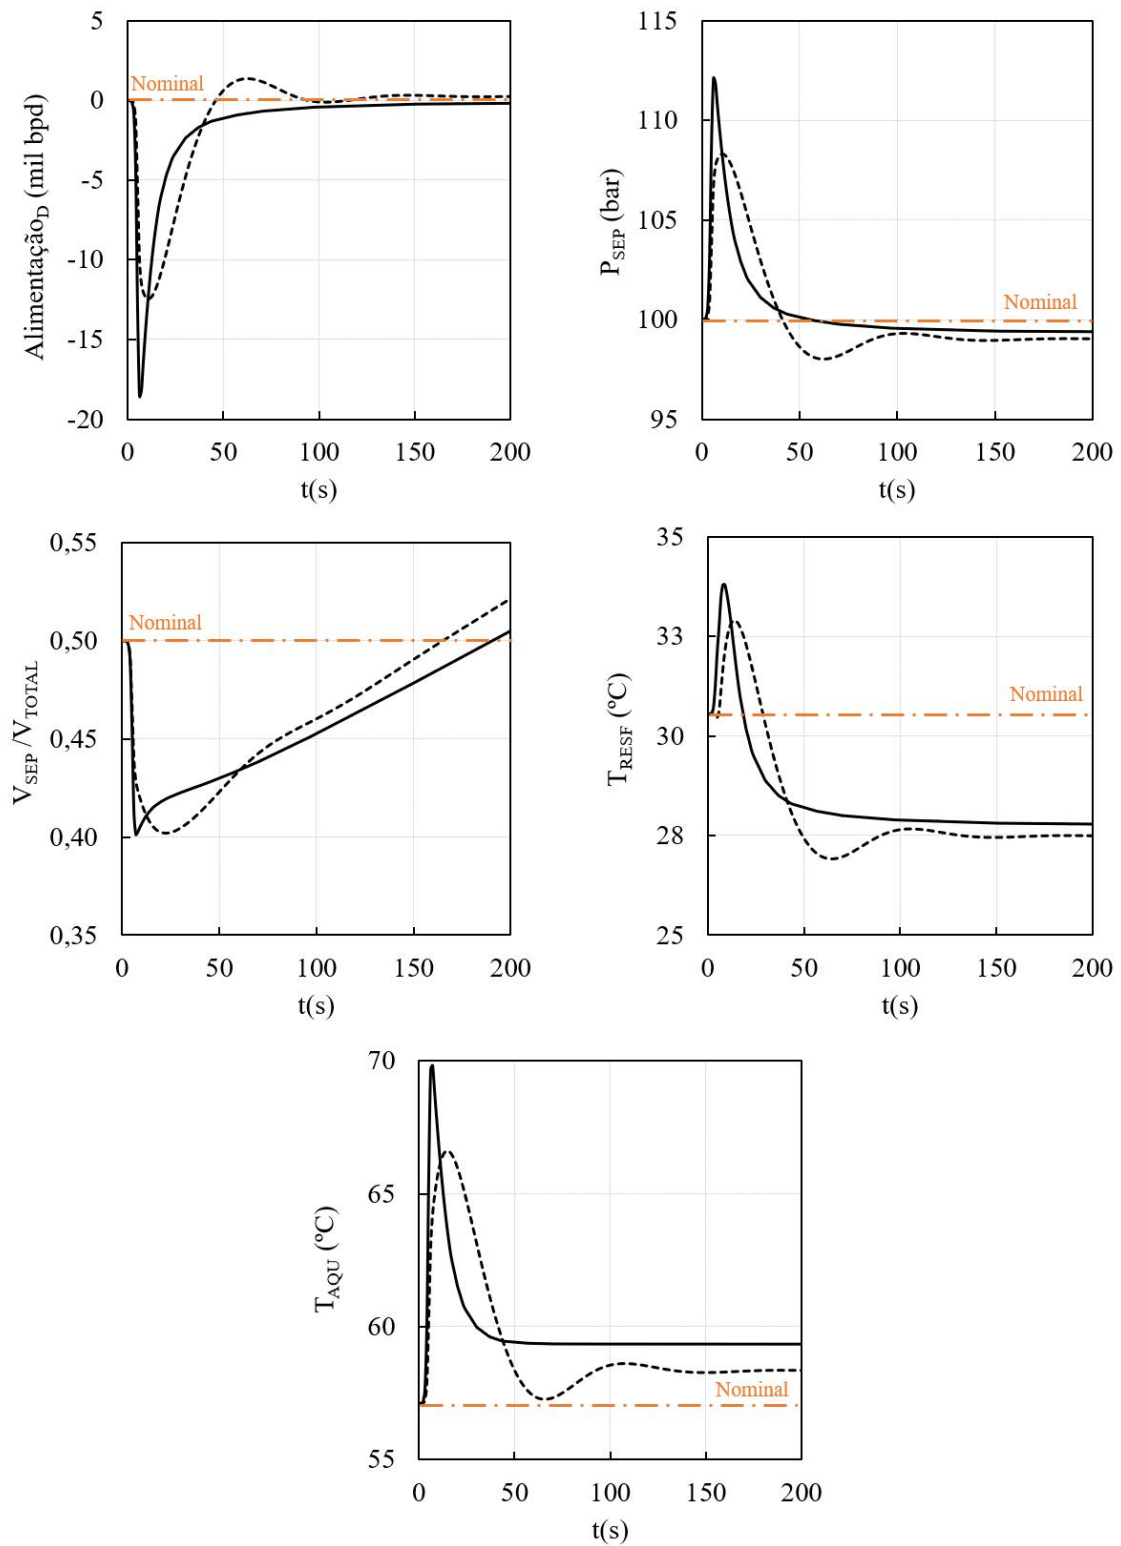 Alimentação_D (mil bpd)
5
0
-5
-10
-15
-20
Nominal
0 50 100 150 200
t(s)
P_SEP (bar)
115
110
105
100
95
Nominal
0 50 100 150 200
t(s)
V_SEP /V_TOTAL
0,55
0,50
0,45
0,40
0,35
Nominal
0 50 100 150 200
t(s)
T_RESF (ºC)
35
33
30
28
25
Nominal
0 50 100 150 200
t(s)
T_AQU (ºC)
70
65
60
55
Nominal
0 50 100 150 200
t(s)